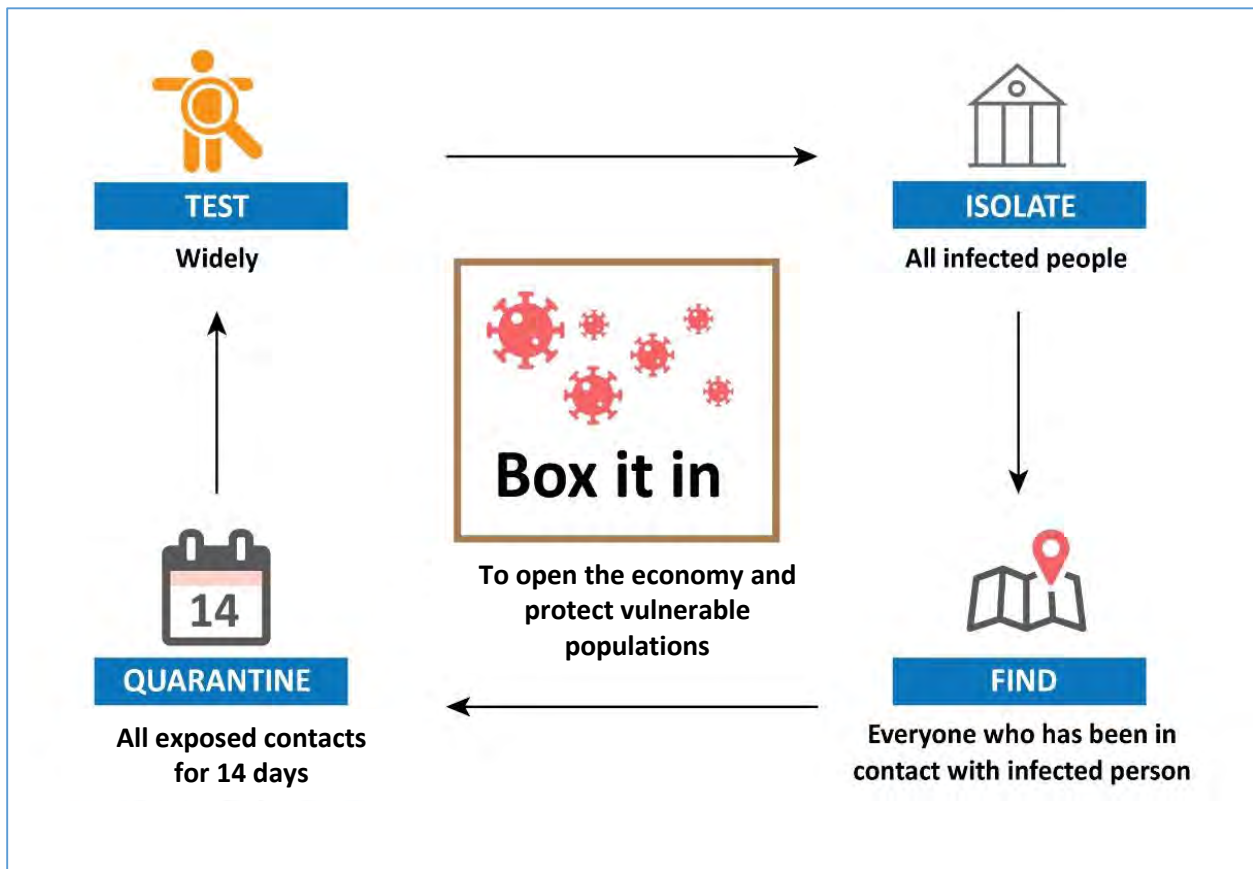 TEST
Widely
ISOLATE
All infected people
Box it in
To open the economy and
protect vulnerable
populations
14
QUARANTINE
All exposed contacts
for 14 days
FIND
Everyone who has been in
contact with infected person